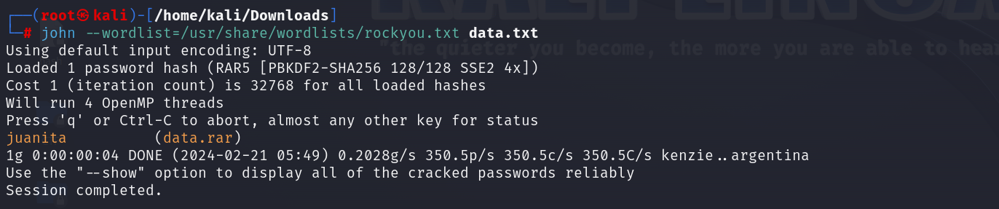 ┌──(root㉿kali)-[/home/kali/Downloads]
└─# john --wordlist=/usr/share/wordlists/rockyou.txt data.txt
"the quieter you become, the more you are able to hear
Using default input encoding: UTF-8
Loaded 1 password hash (RAR5 [PBKDF2-SHA256 128/128 SSE2 4x])
Cost 1 (iteration count) is 32768 for all loaded hashes
Will run 4 OpenMP threads
Press 'q' or Ctrl-C to abort, almost any other key for status
juanita          (data.rar)
1g 0:00:00:04 DONE (2024-02-21 05:49) 0.2028g/s 350.5p/s 350.5c/s 350.5C/s kenzie..argentina
Use the "--show" option to display all of the cracked passwords reliably
Session completed.